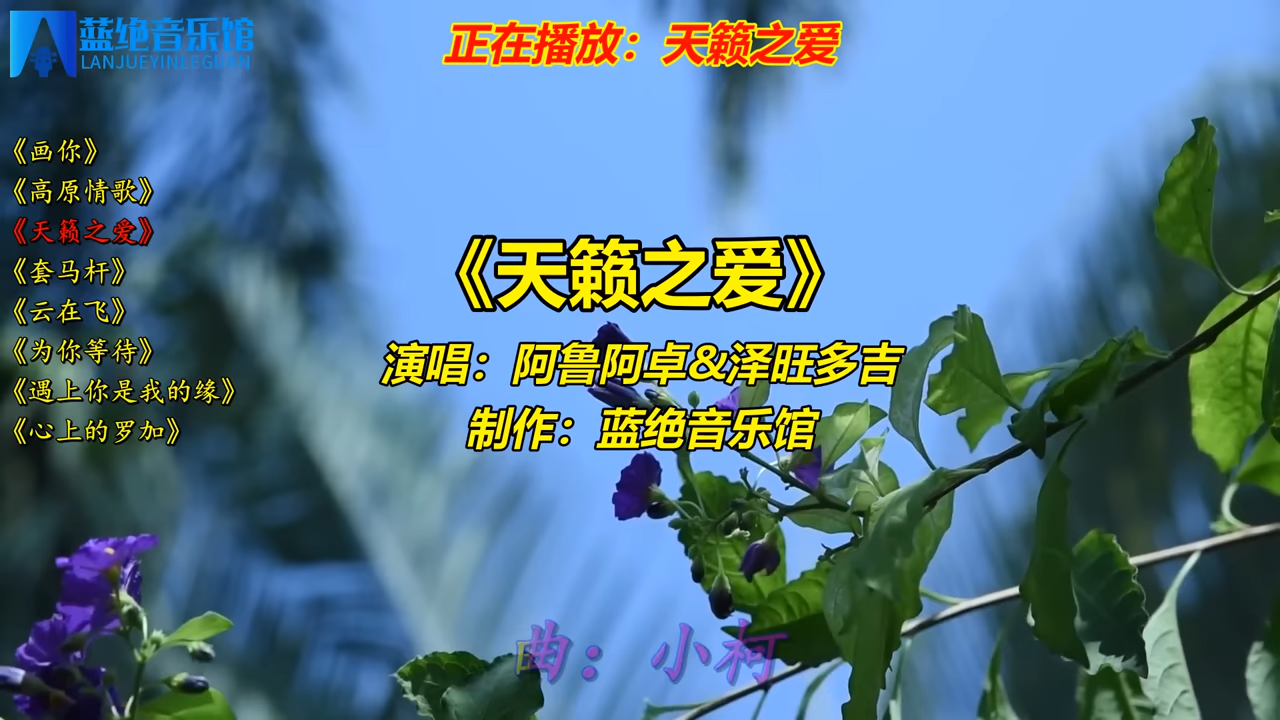 蓝绝音乐馆
LANJUEYINLEGUAN
正在播放：天籁之爱
《画你》
《高原情歌》
《天籁之爱》
《套马杆》
《云在飞》
《为你等待》
《遇上你是我的缘》
《心上的罗加》
《天籁之爱》
演唱：阿鲁阿卓&泽旺多吉
制作：蓝绝音乐馆
曲：小柯